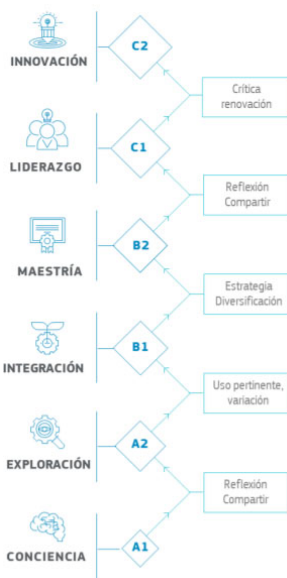 C2
INNOVACIÓN
Crítica
renovación
C1
LIDERAZGO
Reflexión
Compartir
B2
MAESTRÍA
Estrategia
Diversificación
B1
INTEGRACIÓN
Uso pertinente,
variación
A2
EXPLORACIÓN
Reflexión
Compartir
A1
CONCIENCIA